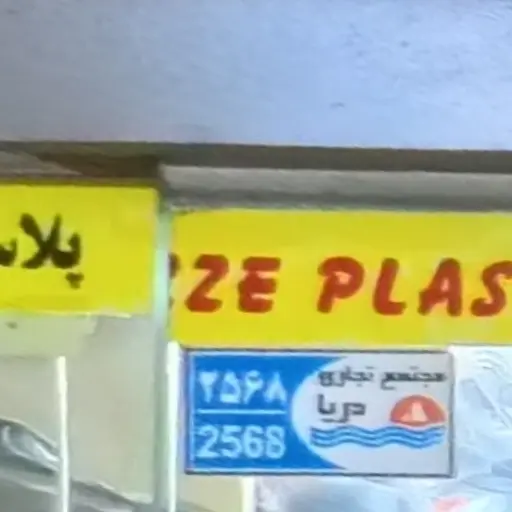 پلاس
ZE PLAS
مجتمع تجاری
دریا
۲۵۶۸
2568